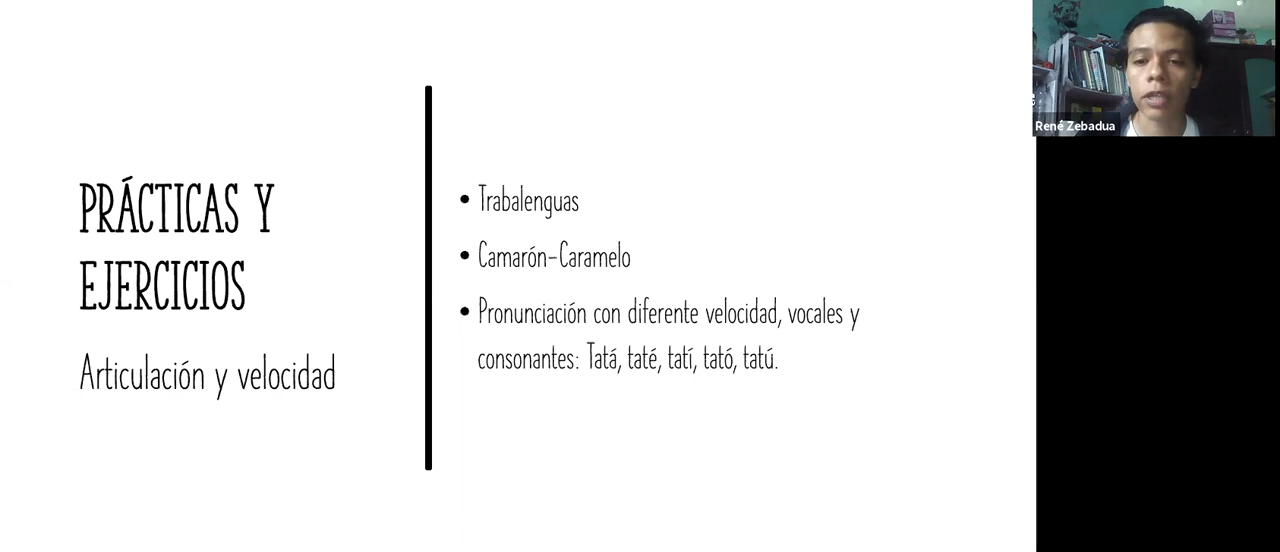 PRÁCTICAS Y
EJERCICIOS
Articulación y velocidad
• Trabalenguas
• Camarón-Caramelo
• Pronunciación con diferente velocidad, vocales y
consonantes: Tatá, taté, tatí, tató, tatú.
René Zebadua